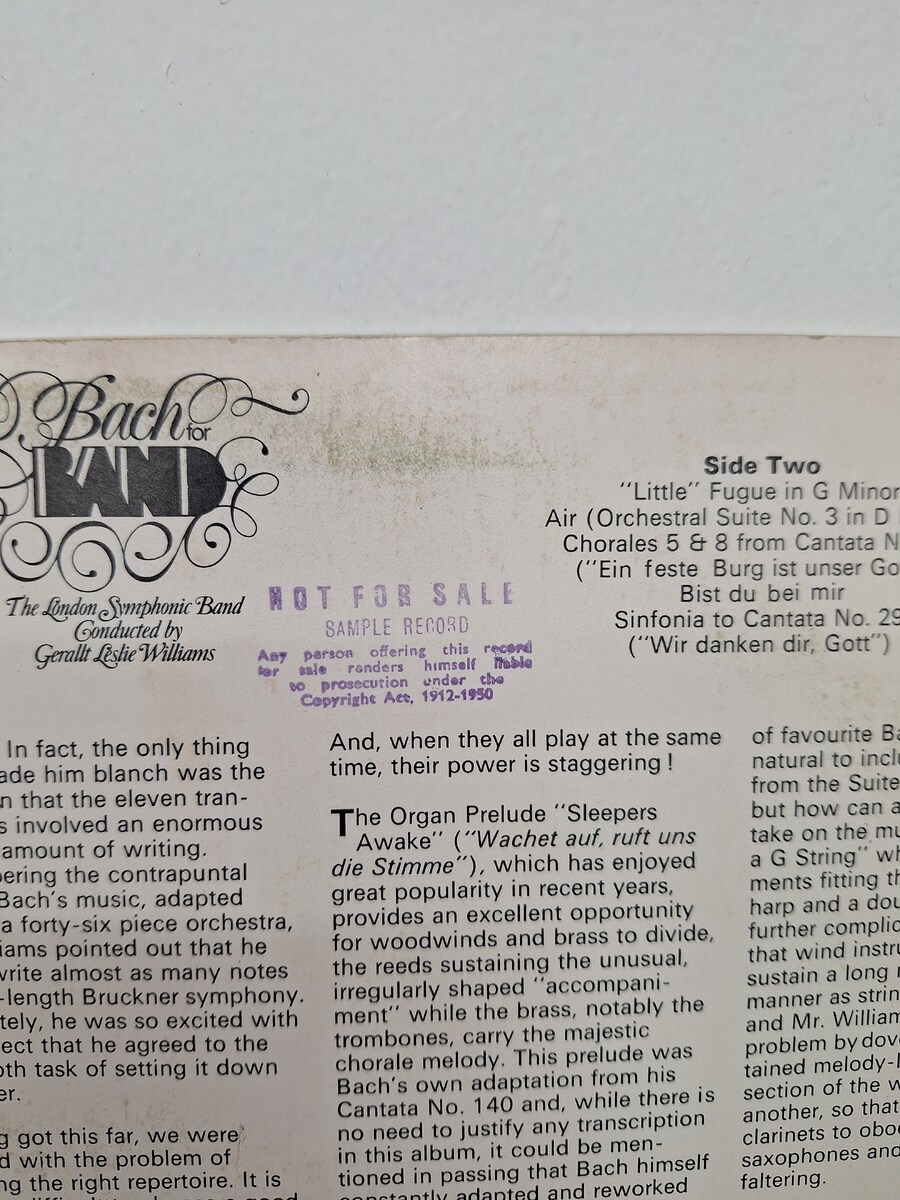 Bach for
BAND
The London Symphonic Band
Conducted by
Gerallt Leslie Williams
NOT FOR SALE
SAMPLE RECORD
Any person offering this record
for sale renders himself liable
to prosecution under the
Copyright Act, 1912-1950
Side Two
"Little" Fugue in G Minor
Air (Orchestral Suite No. 3 in D
Chorales 5 & 8 from Cantata N
("Ein feste Burg ist unser Go
Bist du bei mir
Sinfonia to Cantata No. 29
("Wir danken dir, Gott")
In fact, the only thing
ade him blanch was the
n that the eleven tran-
s involved an enormous
amount of writing.
ering the contrapuntal
Bach's music, adapted
a forty-six piece orchestra,
iams pointed out that he
write almost as many notes
-length Bruckner symphony.
tely, he was so excited with
ect that he agreed to the
oth task of setting it down
er.
g got this far, we were
d with the problem of
ng the right repertoire. It is
And, when they all play at the same
time, their power is staggering !
The Organ Prelude "Sleepers
Awake" ("Wachet auf, ruft uns
die Stimme"), which has enjoyed
great popularity in recent years,
provides an excellent opportunity
for woodwinds and brass to divide,
the reeds sustaining the unusual,
irregularly shaped "accompani-
ment" while the brass, notably the
trombones, carry the majestic
chorale melody. This prelude was
Bach's own adaptation from his
Cantata No. 140 and, while there is
no need to justify any transcription
in this album, it could be men-
tioned in passing that Bach himself
constantly adapted and reworked
of favourite Ba
natural to inclu
from the Suite
but how can a
take on the mu
a G String" wh
ments fitting th
harp and a dou
further complic
that wind instru
sustain a long n
manner as strin
and Mr. William
problem by dov
tained melody-l
section of the w
another, so that
clarinets to obo
saxophones and
faltering.